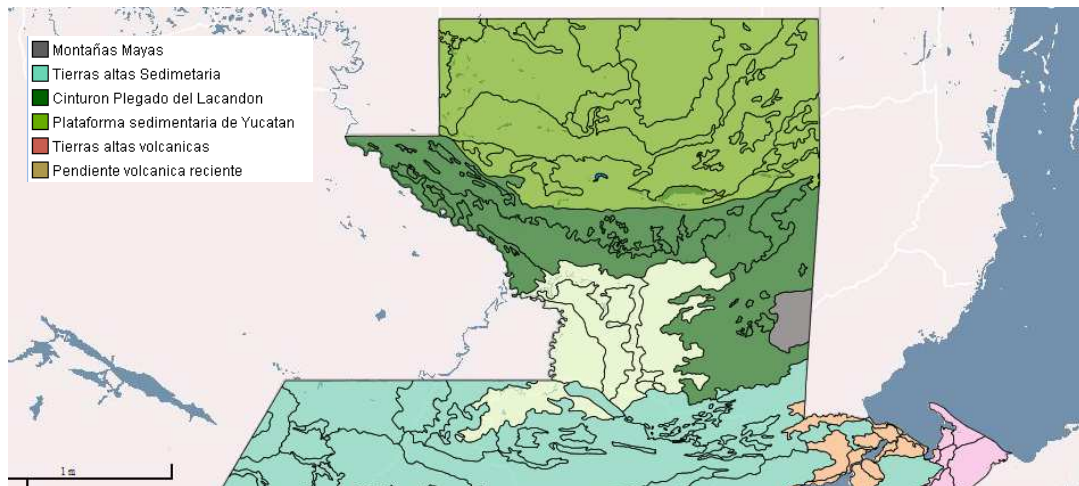 Montañas Mayas
Tierras altas Sedimetaria
Cinturon Plegado del Lacandon
Plataforma sedimentaria de Yucatan
Tierras altas volcanicas
Pendiente volcanica reciente
1 m